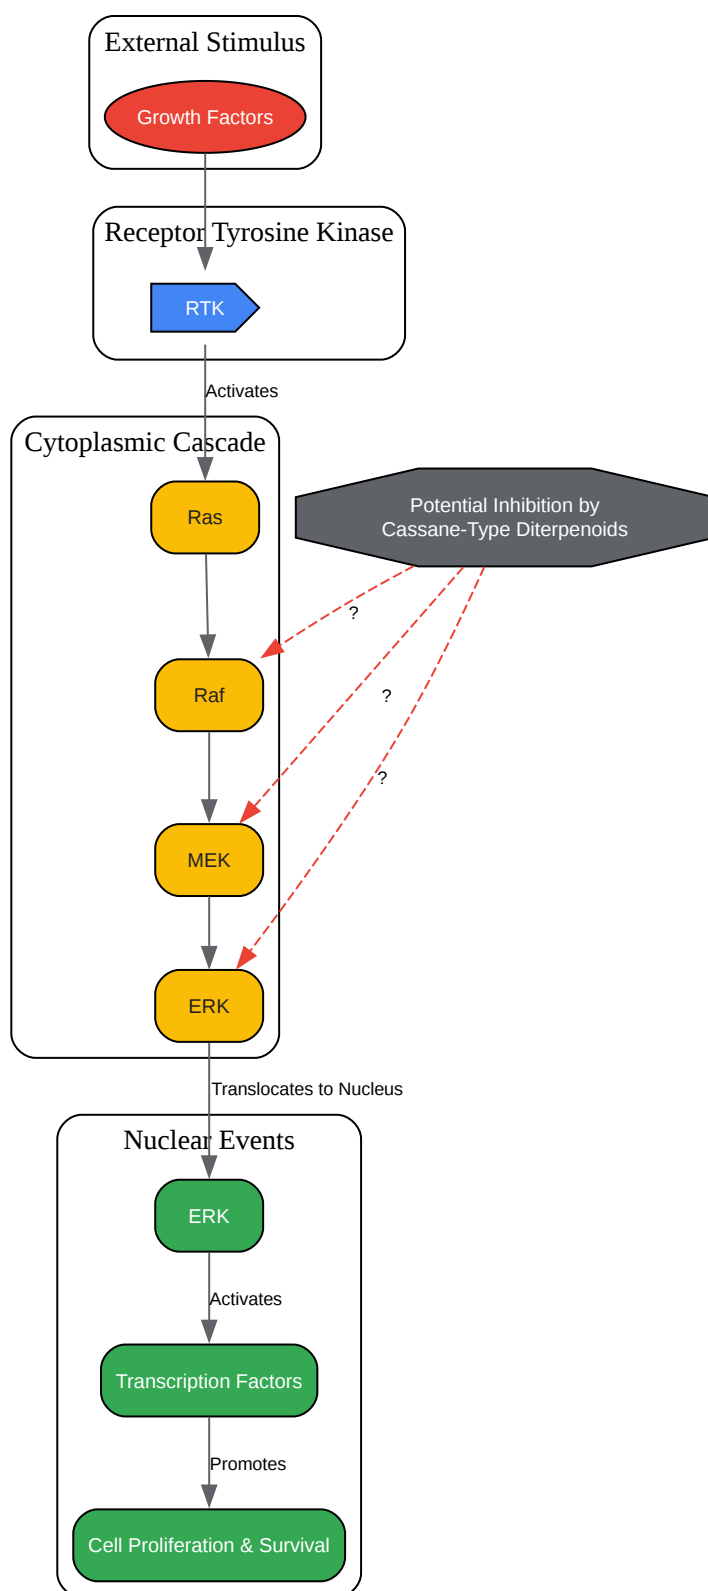 External Stimulus
Growth Factors
Receptor Tyrosine Kinase
RTK
Activates
Cytoplasmic Cascade
Ras
Potential Inhibition by
Cassane-Type Diterpenoids
?
Raf
?
?
MEK
ERK
Translocates to Nucleus
Nuclear Events
ERK
Activates
Transcription Factors
Promotes
Cell Proliferation & Survival